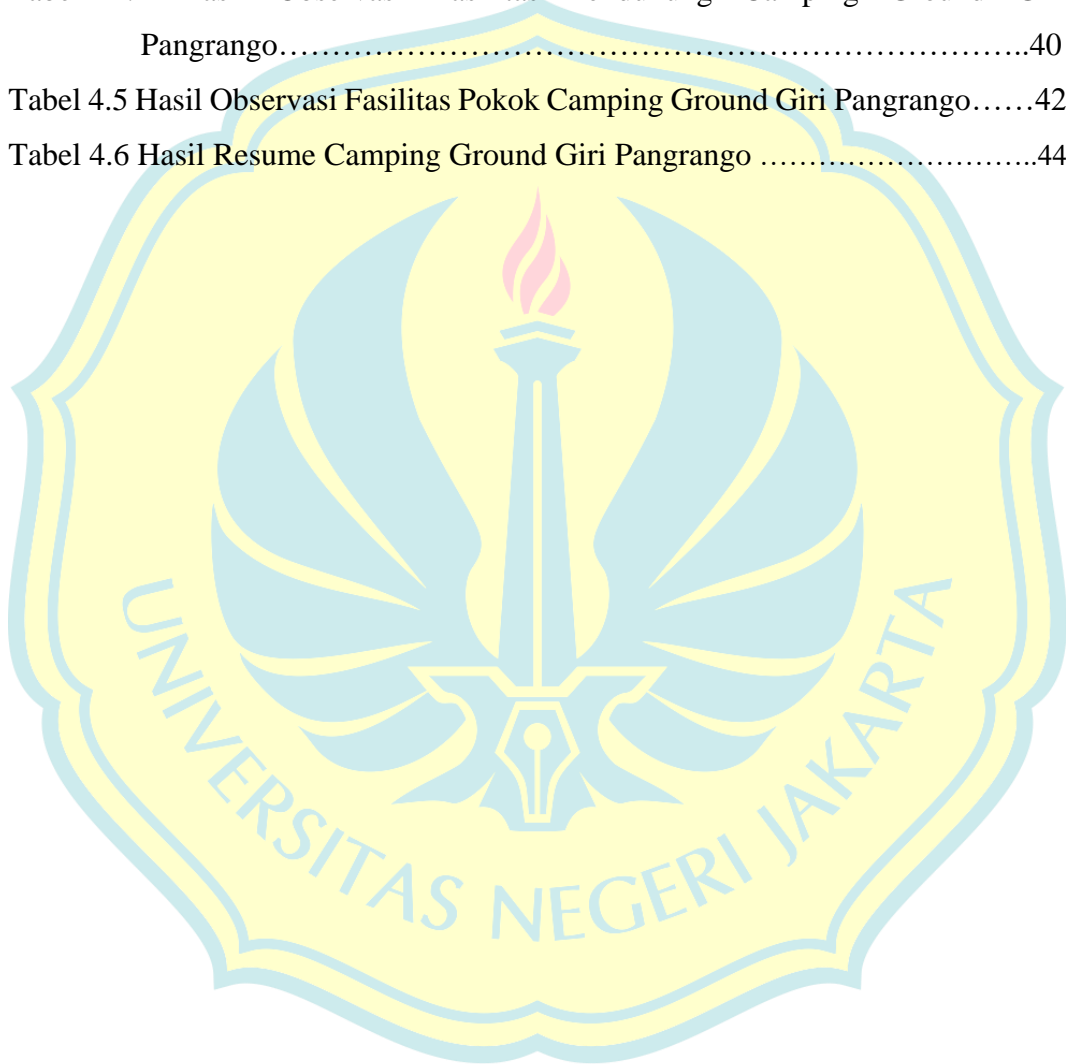 Pangrango……………………………………………………………..40
Tabel 4.5 Hasil Observasi Fasilitas Pokok Camping Ground Giri Pangrango……42
Tabel 4.6 Hasil Resume Camping Ground Giri Pangrango ………………………..44
UNIVERSITAS NEGERI JAKARTA